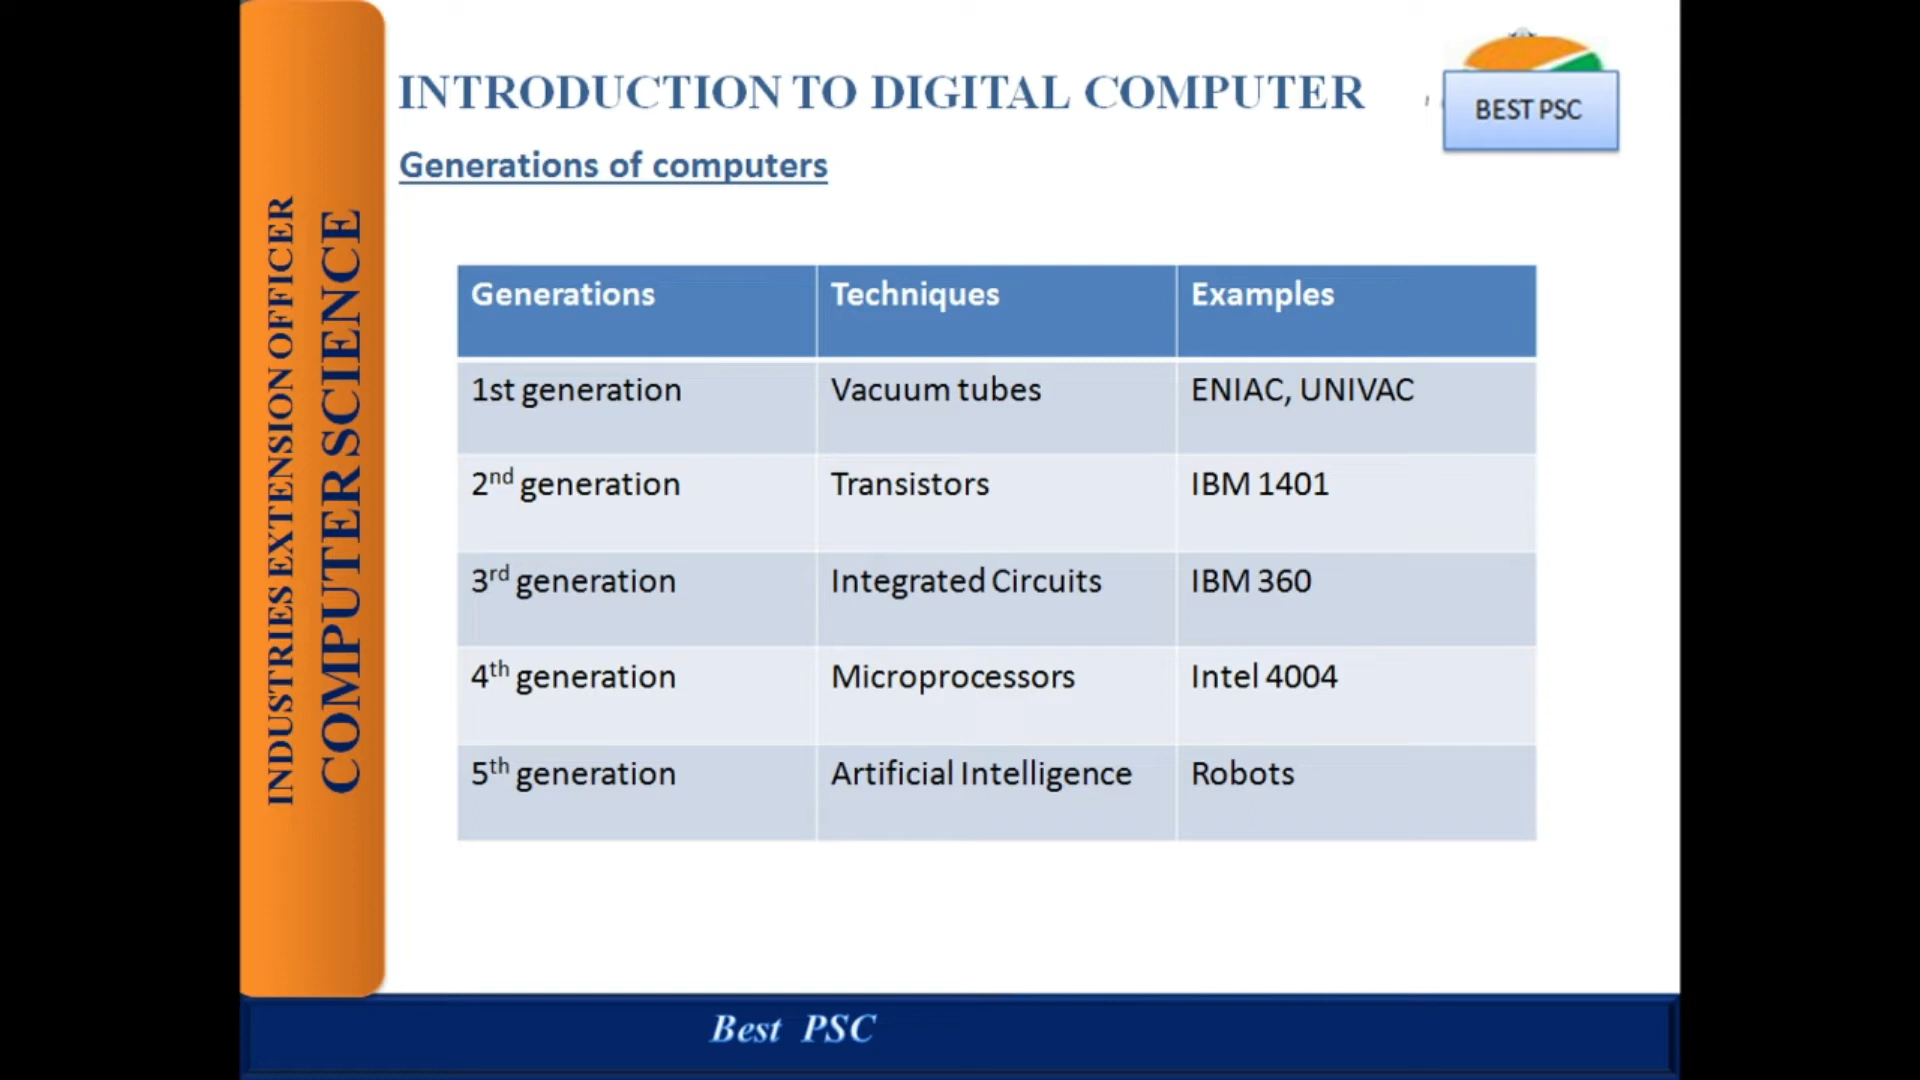 INTRODUCTION TO DIGITAL COMPUTER
BEST PSC
Generations of computers
INDUSTRIES EXTENSION OFFICER
COMPUTER SCIENCE
Generations Techniques Examples
1st generation Vacuum tubes ENIAC, UNIVAC
2nd generation Transistors IBM 1401
3rd generation Integrated Circuits IBM 360
4th generation Microprocessors Intel 4004
5th generation Artificial Intelligence Robots
Best PSC